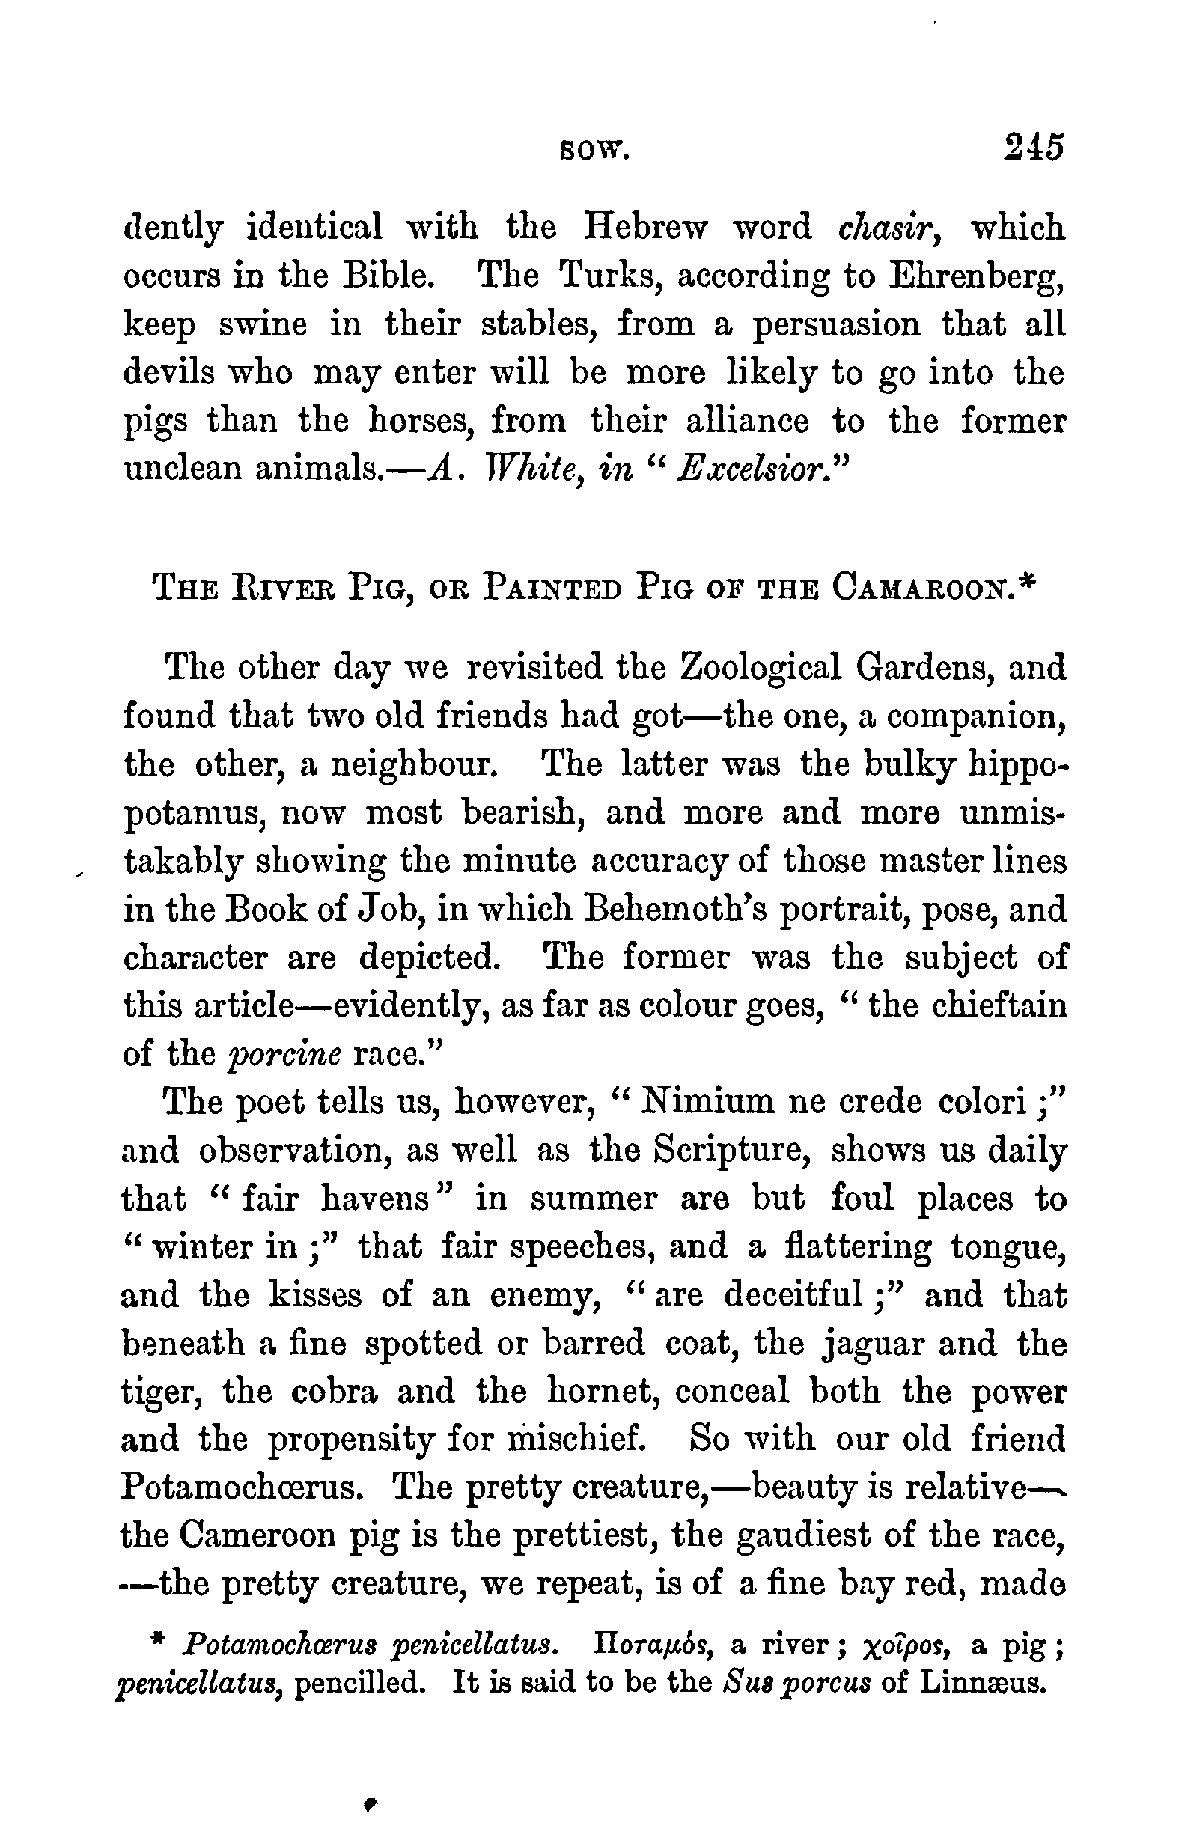 SOW. 245
dently identical with the Hebrew word chasir, which
occurs in the Bible. The Turks, according to Ehrenberg,
keep swine in their stables, from a persuasion that all
devils who may enter will be more likely to go into the
pigs than the horses, from their alliance to the former
unclean animals.—A. White, in “ Excelsior.”
THE RIVER PIG, OR PAINTED PIG OF THE CAMAROON.*
The other day we revisited the Zoological Gardens, and
found that two old friends had got—the one, a companion,
the other, a neighbour. The latter was the bulky hippo-
potamus, now most bearish, and more and more unmis-
takably showing the minute accuracy of those master lines
in the Book of Job, in which Behemoth’s portrait, pose, and
character are depicted. The former was the subject of
this article—evidently, as far as colour goes, “ the chieftain
of the porcine race.”
The poet tells us, however, “ Nimium ne crede colori ;”
and observation, as well as the Scripture, shows us daily
that “ fair havens ” in summer are but foul places to
“ winter in ;” that fair speeches, and a flattering tongue,
and the kisses of an enemy, “ are deceitful ;” and that
beneath a fine spotted or barred coat, the jaguar and the
tiger, the cobra and the hornet, conceal both the power
and the propensity for mischief. So with our old friend
Potamochœrus. The pretty creature,—beauty is relative—
the Cameroon pig is the prettiest, the gaudiest of the race,
—the pretty creature, we repeat, is of a fine bay red, made
* Potamochœrus penicellatus. Ποταμός, a river ; χοῖρος, a pig ;
penicellatus, pencilled. It is said to be the Sus porcus of Linnæus.